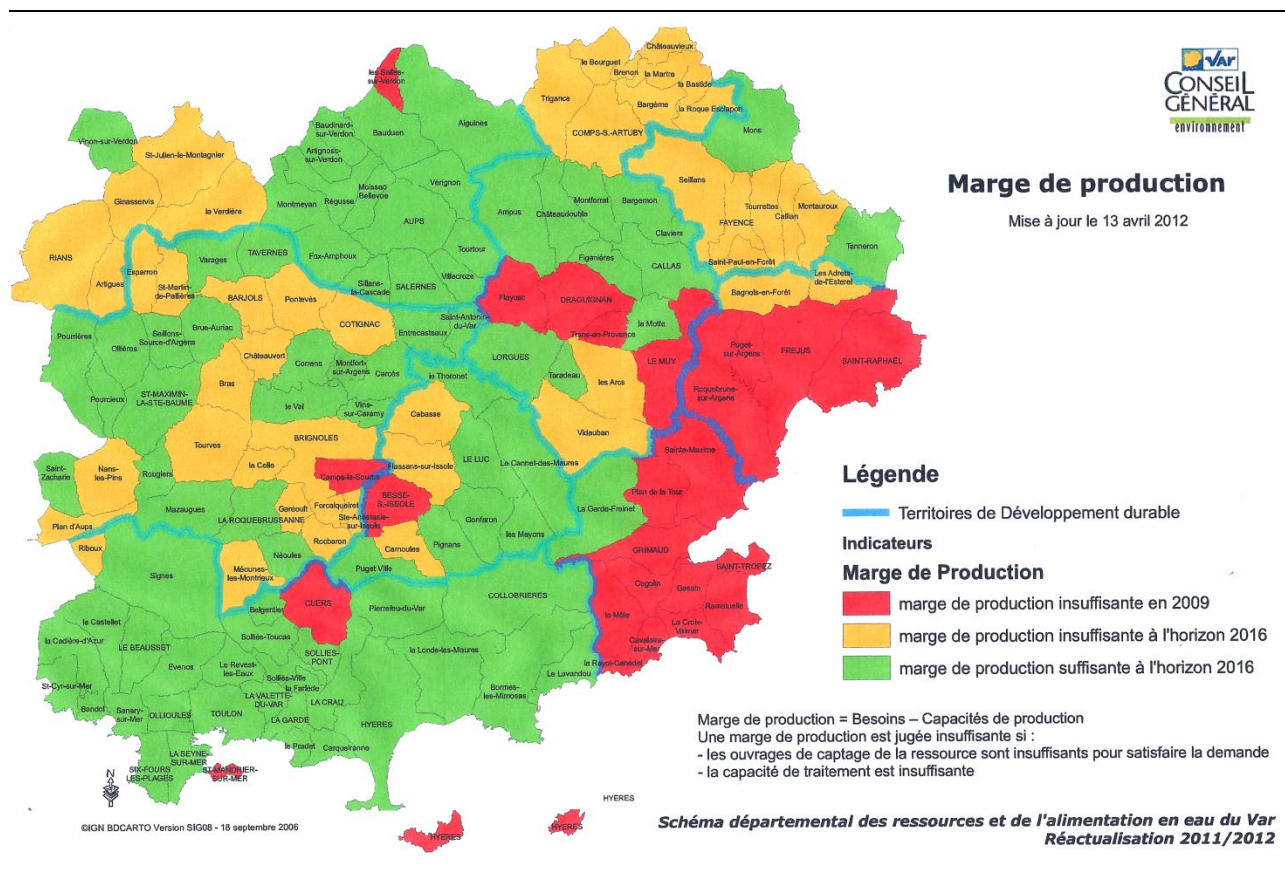 Var
CONSEIL
GÉNÉRAL
environnement
Marge de production
Mise à jour le 13 avril 2012
Châteauvieux
le Bourguet
Brenon
la Martre
la Bastide
Trigance
Bargème
la Roque Esclapon
COMPS-S.-ARTUBY
Mons
les Salles-
sur-Verdon
Aiguines
Baudinard-
sur-Verdon
Bauduen
Artignosc-
sur-Verdon
Vinon-sur-Verdon
St-Julien-le-Montagnier
Ginasservis
la Verdière
Moissac
Bellevue
Vérignon
Montmeyan
Régusse
AUPS
Seillans
Tourrettes
Montauroux
FAYENCE
Callian
Tanneron
Saint-Paul-en-Forêt
Ampus
Châteaudouble
Montferrat
Bargemon
Claviers
Figanières
CALLAS
RIANS
Artigues
Esparron
St-Martin-
de-Pallières
Varages
TAVERNES
Fox-Amphoux
Tourtour
Villecroze
Sillans-
la-Cascade
SALERNES
Les Adrets-
de-l'Esterel
Bagnols-en-Forêt
Flayosc
DRAGUIGNAN
Trans-en-Provence
la Motte
BARJOLS
Pontevès
COTIGNAC
Entrecasteaux
Saint-Antonin-
du-Var
Pourrières
Ollières
Seillons-
Source-d'Argens
Brue-Auriac
Châteauvert
LORGUES
Taradeau
les Arcs
LE MUY
Puget-
sur-Argens
FREJUS
SAINT-RAPHAËL
Roquebrune-
sur-Argens
Correns
Montfort-
sur-Argens
Carcès
le Thoronet
Bras
Pourcieux
ST-MAXIMIN-
LA-STE-BAUME
le Val
Vins-
sur-Caramy
Cabasse
Vidauban
Tourves
BRIGNOLES
la Celle
Camps-la-Source
Flassans-sur-Issole
LE LUC
Le Cannet-des-Maures
Sainte-Maxime
Plan de la Tour
Saint-
Zacharie
Nans-
les-Pins
Rougiers
BESSE-
S.-ISSOLE
Garéoult
Forcalqueiret
Ste-Anastasie-
sur-Issole
Mazaugues
LA ROQUEBRUSSANNE
Rocbaron
La Garde-Freinet
Gonfaron
les Mayons
Plan d'Aups
Riboux
Néoules
Méounes-
les-Montrieux
Carnoules
Pignans
Puget Ville
GRIMAUD
SAINT-TROPEZ
Signes
Belgentier
CUERS
Pierrefeu-du-Var
COLLOBRIERES
Cogolin
Gassin
Ramatuelle
la Môle
La Croix-
Valmer
Cavalaire-
sur-Mer
le Rayol-Canadel
Le Lavandou
le Castellet
la Cadière-d'Azur
LE BEAUSSET
Evenos
Solliès-Toucas
SOLLIES-
PONT
Le Revest-
les-Eaux
Solliès-Ville
la Farlède
la Londe-les-Maures
Bormes-
les-Mimosas
St-Cyr-sur-Mer
Bandol
Sanary-
sur-Mer
OLLIOULES
TOULON
LA VALETTE-
DU-VAR
LA GARDE
LA CRAU
HYERES
le Pradet
Carqueiranne
LA SEYNE-
SUR-MER
SIX-FOURS
LES-PLAGES
ST-MANDRIER-
SUR-MER
HYERES
HYERES
HYERES
N
Légende
Territoires de Développement durable
Indicateurs
Marge de Production
marge de production insuffisante en 2009
marge de production insuffisante à l'horizon 2016
marge de production suffisante à l'horizon 2016
Marge de production = Besoins – Capacités de production
Une marge de production est jugée insuffisante si :
- les ouvrages de captage de la ressource sont insuffisants pour satisfaire la demande
- la capacité de traitement est insuffisante
©IGN BDCARTO Version SIG08 - 18 septembre 2006
Schéma départemental des ressources et de l'alimentation en eau du Var
Réactualisation 2011/2012